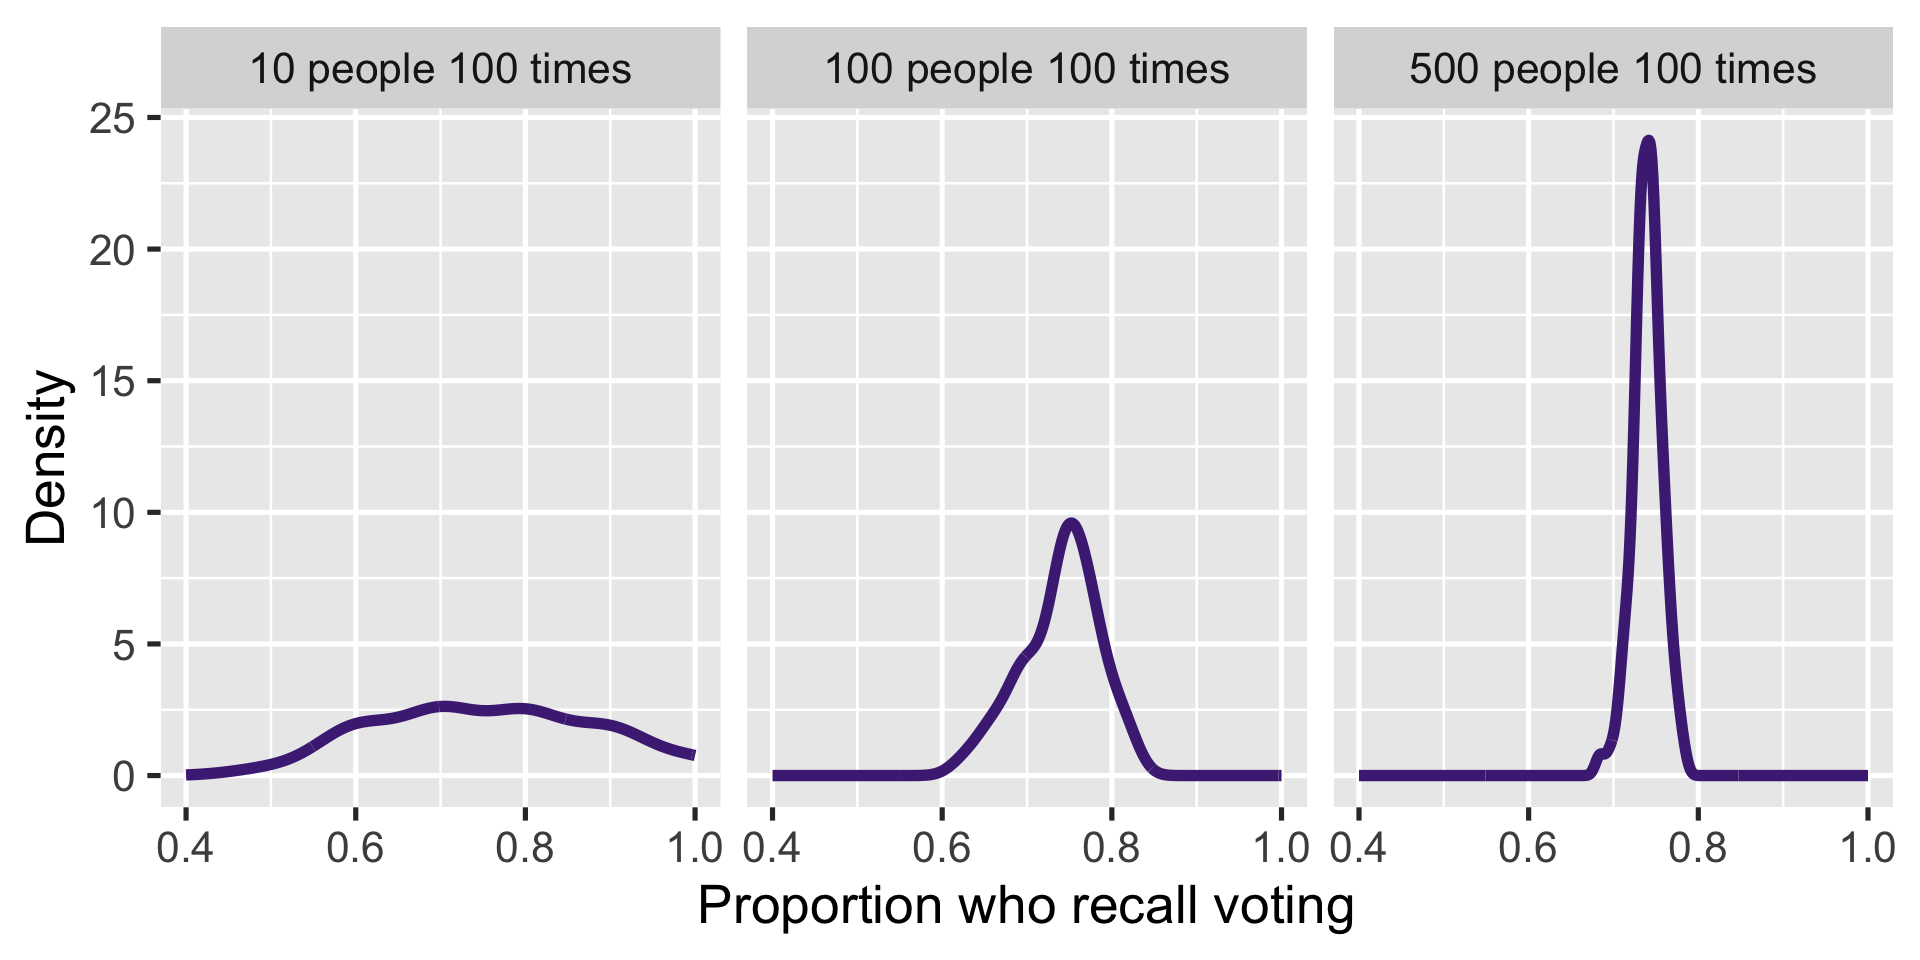 10 people 100 times
100 people 100 times
500 people 100 times
25
20
15
10
5
0
Density
0.4 0.6 0.8 1.0
0.4 0.6 0.8 1.0
0.4 0.6 0.8 1.0
Proportion who recall voting